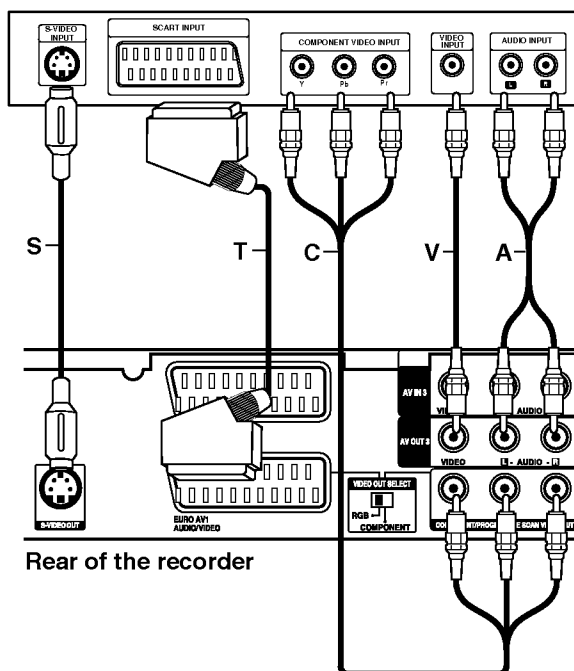 S-VIDEO
INPUT
SCART INPUT
COMPONENT VIDEO INPUT
Y
Pb
Pr
VIDEO
INPUT
AUDIO INPUT
L
R
S
T
C
V
A
AV IN 3
AUDIO
AV OUT 3
VIDEO
L - AUDIO - R
S-VIDEO OUT
EURO AV1
AUDIO/VIDEO
VIDEO OUT SELECT
RGB
COMPONENT
SCAN
Rear of the recorder